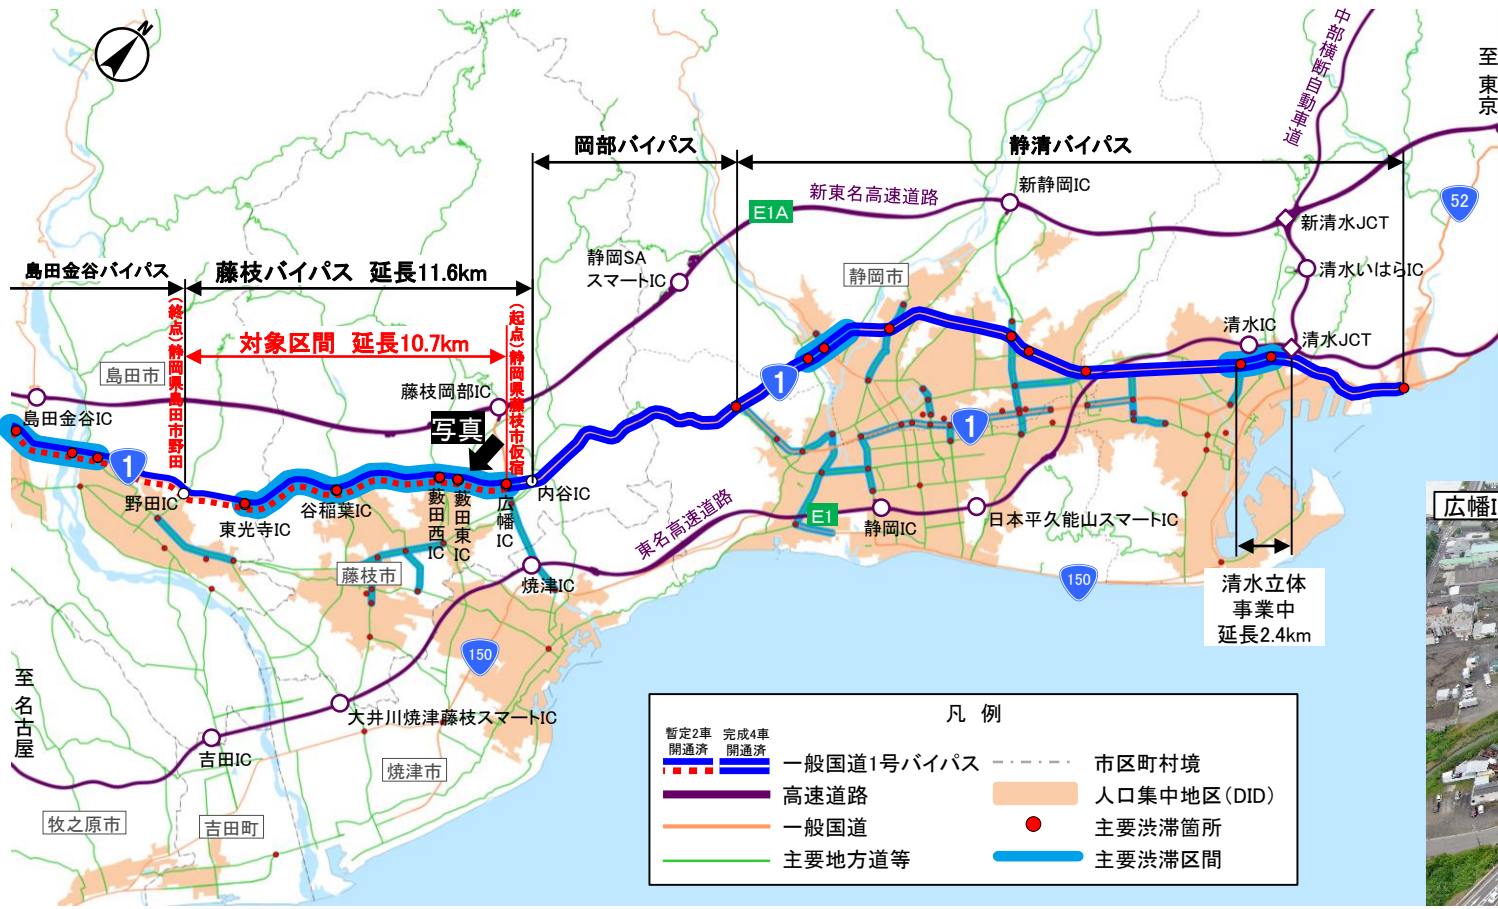 N
中部横断自動車道
至東京
岡部バイパス
静清バイパス
新東名高速道路
E1A
新静岡IC
52
新清水JCT
静岡SA
スマートIC
静岡市
清水いはらIC
島田金谷バイパス
藤枝バイパス 延長11.6km
(終点)静岡県島田市野田
(起点)静岡県藤枝市仮宿
対象区間 延長10.7km
清水IC
清水JCT
島田市
1
島田金谷IC
藤枝岡部IC
写真
1
1
野田IC
東光寺IC
谷稲葉IC
藪田西IC
藪田東IC
広幡IC
内谷IC
東名高速道路
E1
静岡IC
日本平久能山スマートIC
広幡I
藤枝市
焼津IC
150
清水立体
事業中
延長2.4km
150
至名古屋
大井川焼津藤枝スマートIC
吉田IC
焼津市
牧之原市
吉田町
凡 例
暫定2車
開通済
完成4車
開通済
一般国道1号バイパス
高速道路
一般国道
主要地方道等
市区町村境
人口集中地区(DID)
主要渋滞箇所
主要渋滞区間